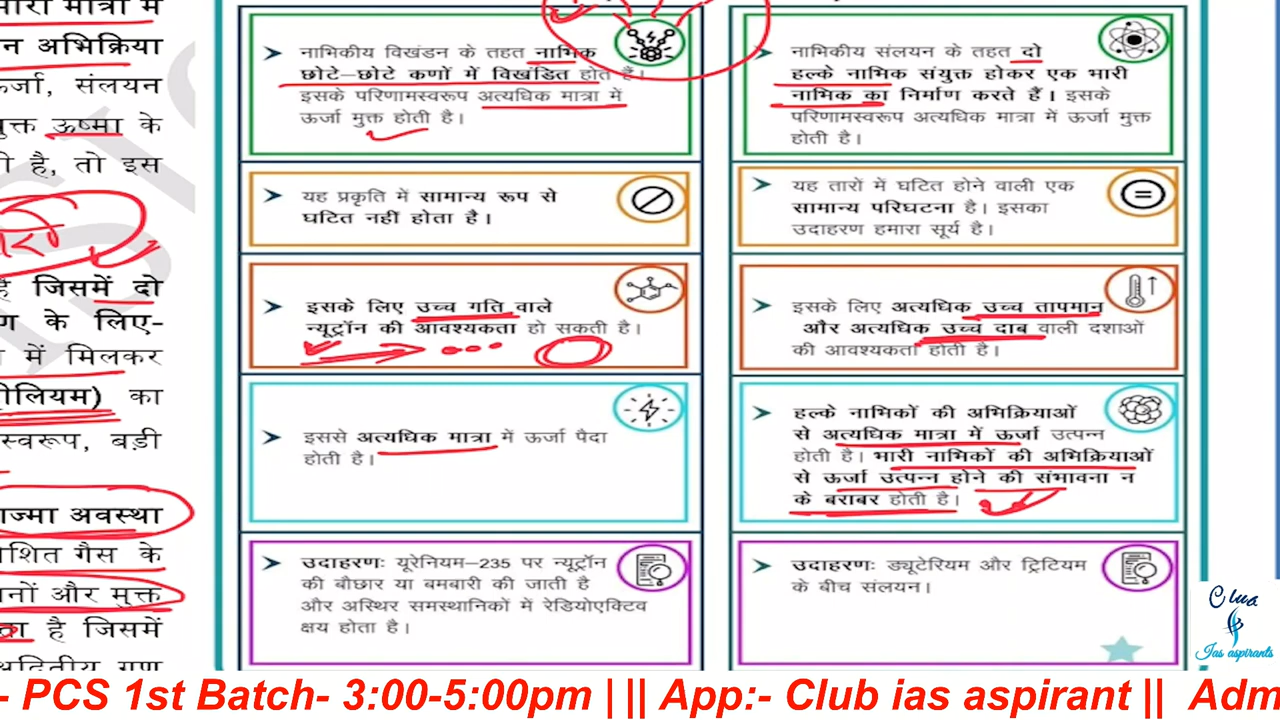 मारी मात्रा में
न अभिक्रिया
र्जा, संलयन
युक्त ऊष्मा के
ी है, तो इस
है जिसमें दो
ण के लिए–
में मिलकर
ीलियम) का
स्वरूप, बड़ी
ाज्मा अवस्था
ाशित गैस के
नों और मुक्त
है जिसमें
नाभिकीय विखंडन के तहत नाभिक
छोटे–छोटे कणों में विखंडित होते हैं।
इसके परिणामस्वरूप अत्यधिक मात्रा में
ऊर्जा मुक्त होती है।
नाभिकीय संलयन के तहत दो
हल्के नाभिक संयुक्त होकर एक भारी
नाभिक का निर्माण करते हैं। इसके
परिणामस्वरूप अत्यधिक मात्रा में ऊर्जा मुक्त
होती है।
यह प्रकृति में सामान्य रूप से
घटित नहीं होता है।
यह तारों में घटित होने वाली एक
सामान्य परिघटना है। इसका
उदाहरण हमारा सूर्य है।
इसके लिए उच्च गति वाले
न्यूट्रॉन की आवश्यकता हो सकती है।
इसके लिए अत्यधिक उच्च तापमान
और अत्यधिक उच्च दाब वाली दशाओं
की आवश्यकता होती है।
इससे अत्यधिक मात्रा में ऊर्जा पैदा
होती है।
हल्के नाभिकों की अभिक्रियाओं
से अत्यधिक मात्रा में ऊर्जा उत्पन्न
होती है। भारी नाभिकों की अभिक्रियाओं
से ऊर्जा उत्पन्न होने की संभावना न
के बराबर होती है।
उदाहरणः यूरेनियम–235 पर न्यूट्रॉन
की बौछार या बमबारी की जाती है
और अस्थिर समस्थानिकों में रेडियोएक्टिव
क्षय होता है।
उदाहरणः ड्यूटेरियम और ट्रिटियम
के बीच संलयन।
Club
Ias aspirants
- PCS 1st Batch- 3:00-5:00pm | || App:- Club ias aspirant || Adm